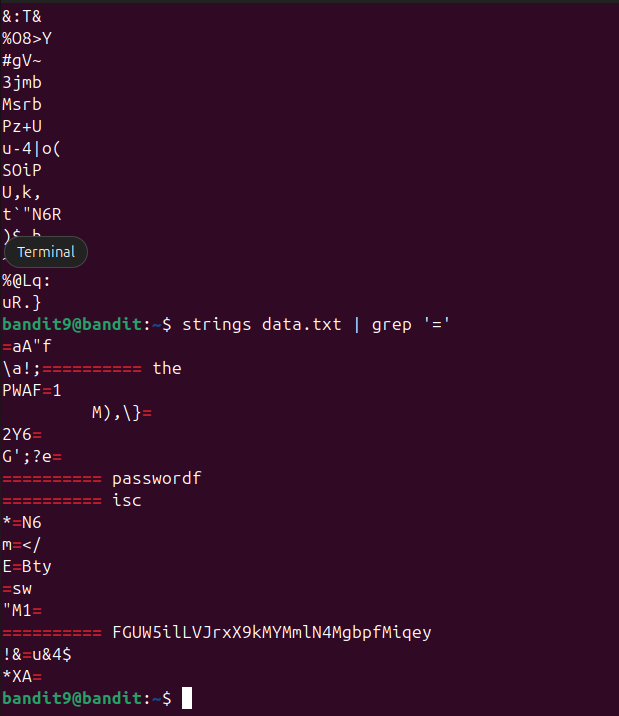 &:T&
%O8>Y
#gV~
3jmb
Msrb
Pz+U
u-4|o(
SOiP
U,k,
t`"N6R
Terminal
%@Lq:
uR.}
bandit9@bandit:~$ strings data.txt | grep '='
=aA"f
\a!;========== the
PWAF=1
M),\}=
2Y6=
G';?e=
========== passwordf
========== isc
*=N6
m=</
E=Bty
=sw
"M1=
========== FGUW5ilLVJrxX9kMYMmlN4MgbpfMiqey
!&=u&4$
*XA=
bandit9@bandit:~$